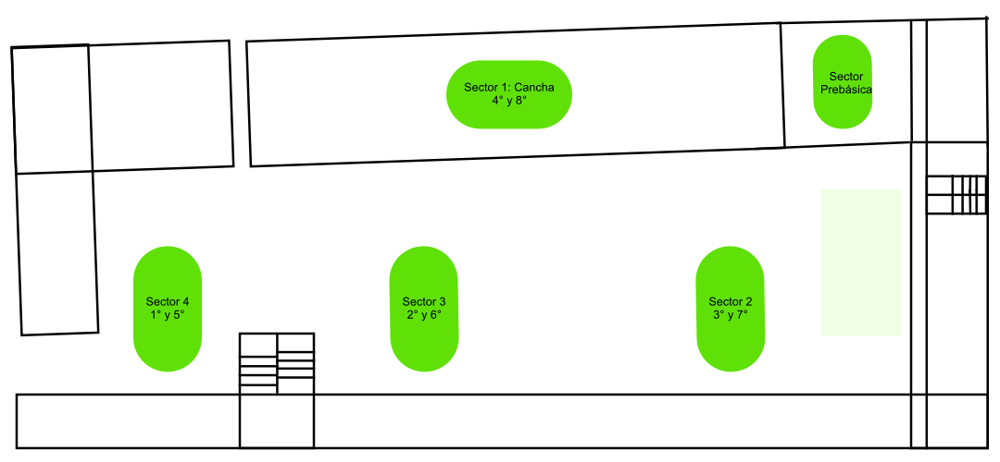 Sector 1: Cancha
4° y 8°
Sector
Prebásica
Sector 4
1° y 5°
Sector 3
2° y 6°
Sector 2
3° y 7°